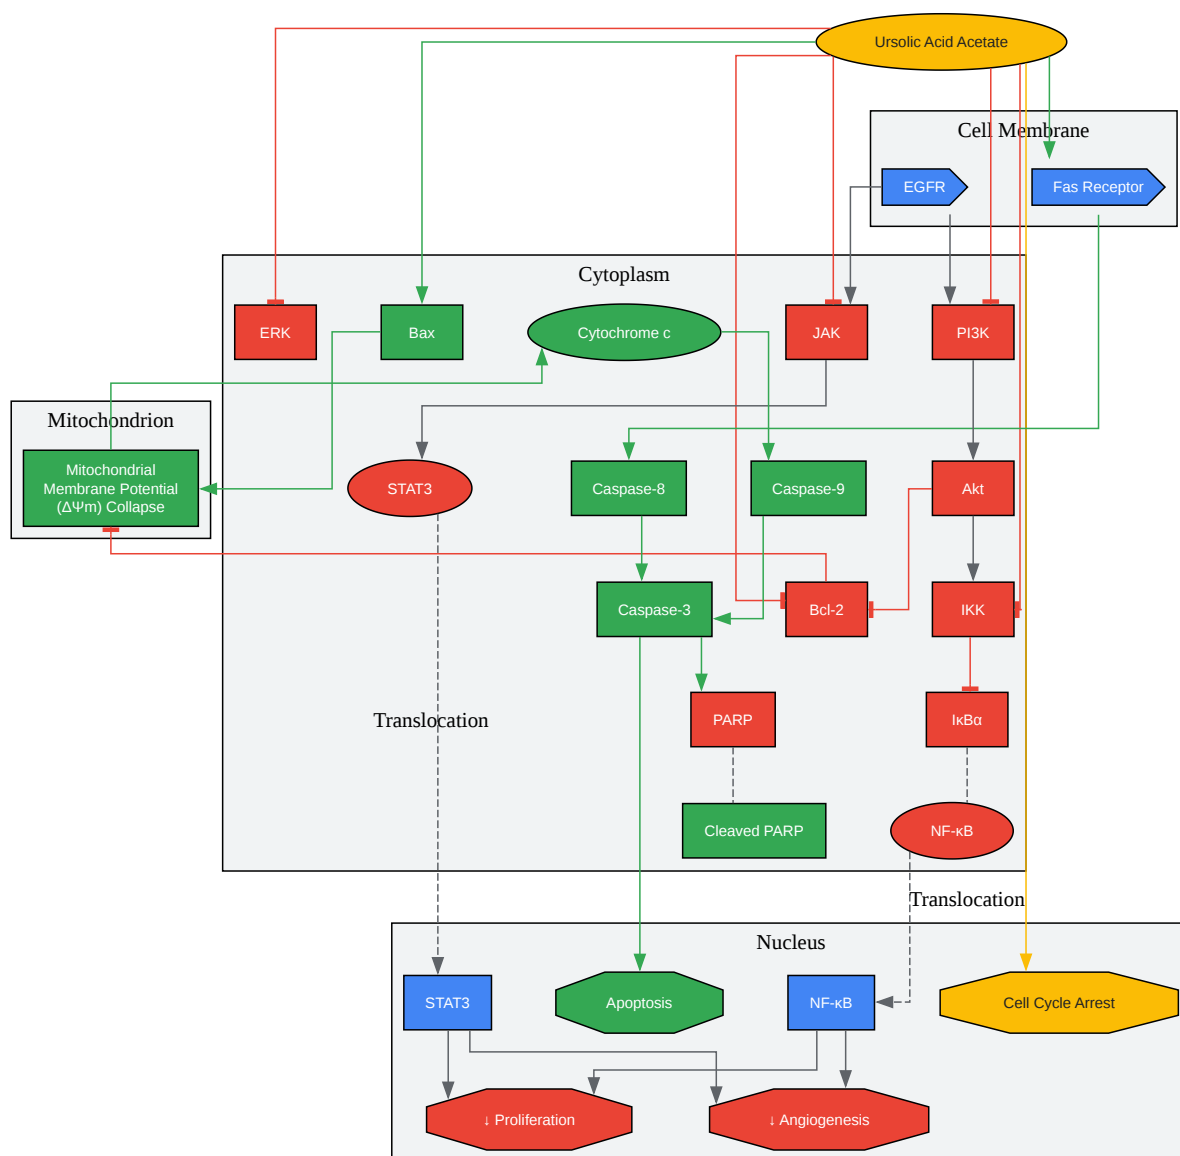 Ursolic Acid Acetate
Cell Membrane
EGFR
Fas Receptor
Cytoplasm
ERK
Bax
Cytochrome c
JAK
PI3K
Mitochondrion
Mitochondrial
Membrane Potential
(ΔΨm) Collapse
STAT3
Caspase-8
Caspase-9
Akt
Caspase-3
Bcl-2
IKK
Translocation
PARP
IκBα
Cleaved PARP
NF-κB
Translocation
Nucleus
STAT3
Apoptosis
NF-κB
Cell Cycle Arrest
↓ Proliferation
↓ Angiogenesis